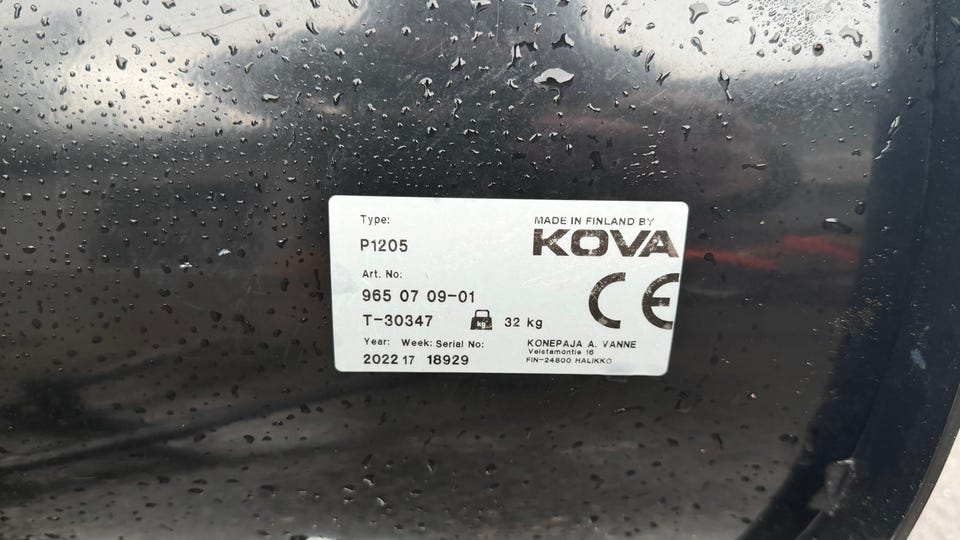 Type:
P1205
Art. No:
965 07 09-01
T-30347
kg
32 kg
Year: Week: Serial No:
2022 17 18929
MADE IN FINLAND BY
KOVA
CE
KONEPAJA A. VANNE
Veistämöntie 16
FIN-24800 HALIKKO